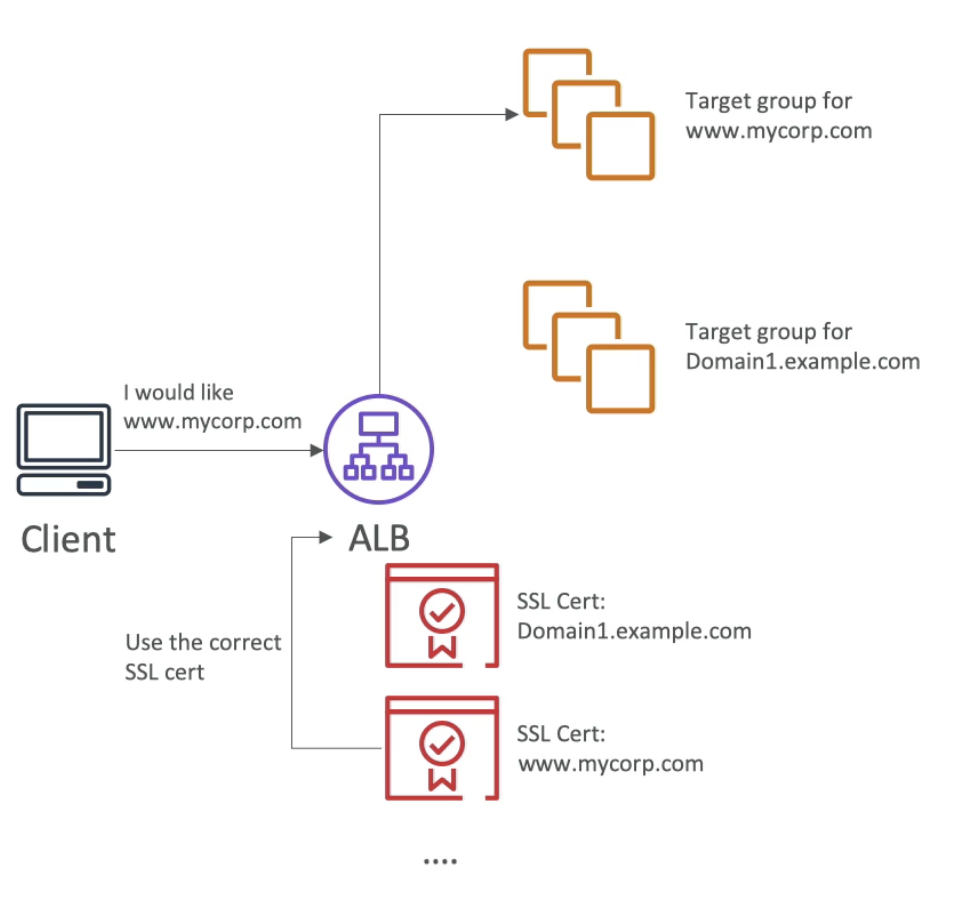 Target group for
www.mycorp.com
Target group for
Domain1.example.com
I would like
www.mycorp.com
Client
ALB
SSL Cert:
Domain1.example.com
Use the correct
SSL cert
SSL Cert:
www.mycorp.com
....